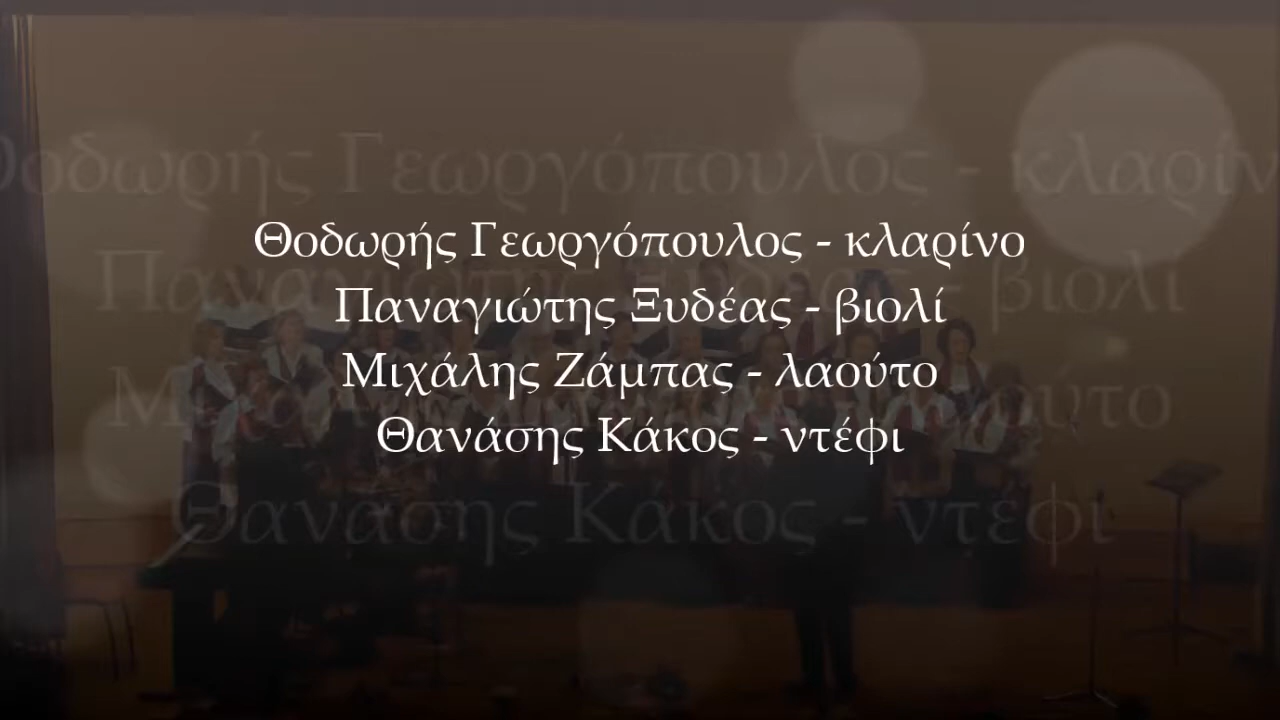 Θοδωρής Γεωργόπουλος - κλαρίνο
Παναγιώτης Ξυδέας - βιολί
Μιχάλης Ζάμπας - λαούτο
Θανάσης Κάκος - ντέφι